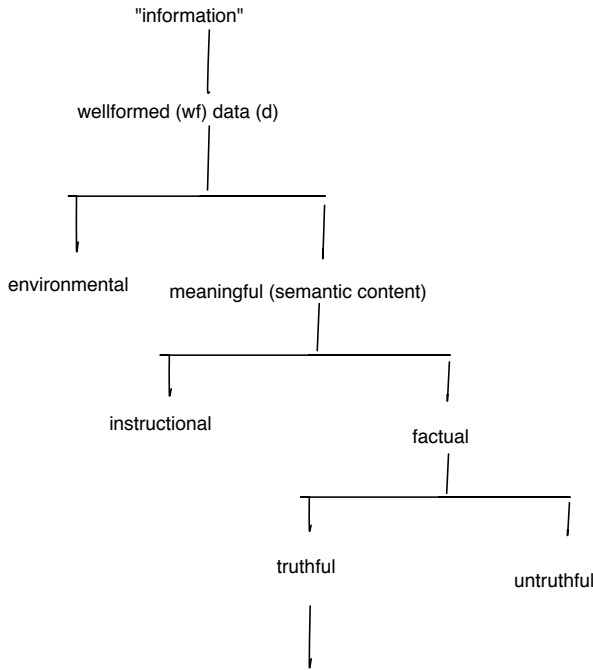 "information"
wellformed (wf) data (d)
environmental
meaningful (semantic content)
instructional
factual
truthful
untruthful